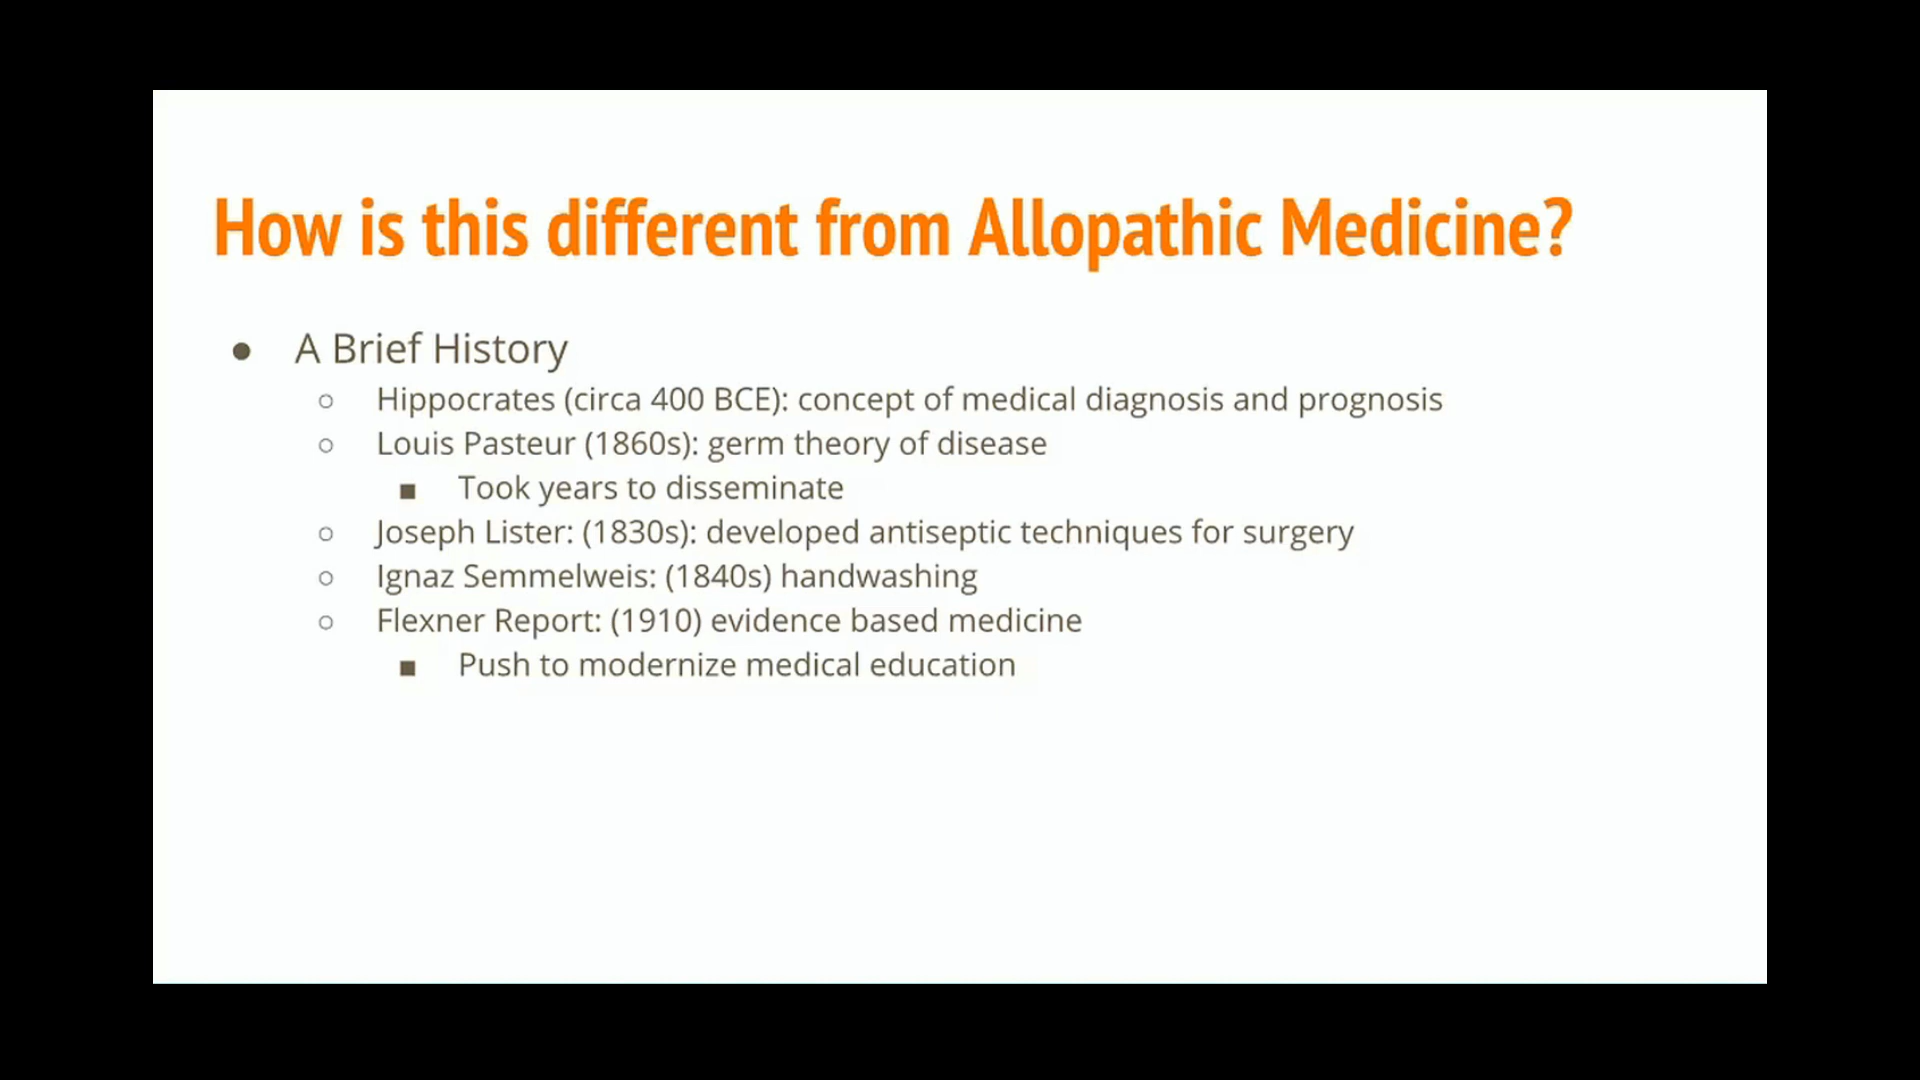 How is this different from Allopathic Medicine?
● A Brief History
○ Hippocrates (circa 400 BCE): concept of medical diagnosis and prognosis
○ Louis Pasteur (1860s): germ theory of disease
■ Took years to disseminate
○ Joseph Lister: (1830s): developed antiseptic techniques for surgery
○ Ignaz Semmelweis: (1840s) handwashing
○ Flexner Report: (1910) evidence based medicine
■ Push to modernize medical education